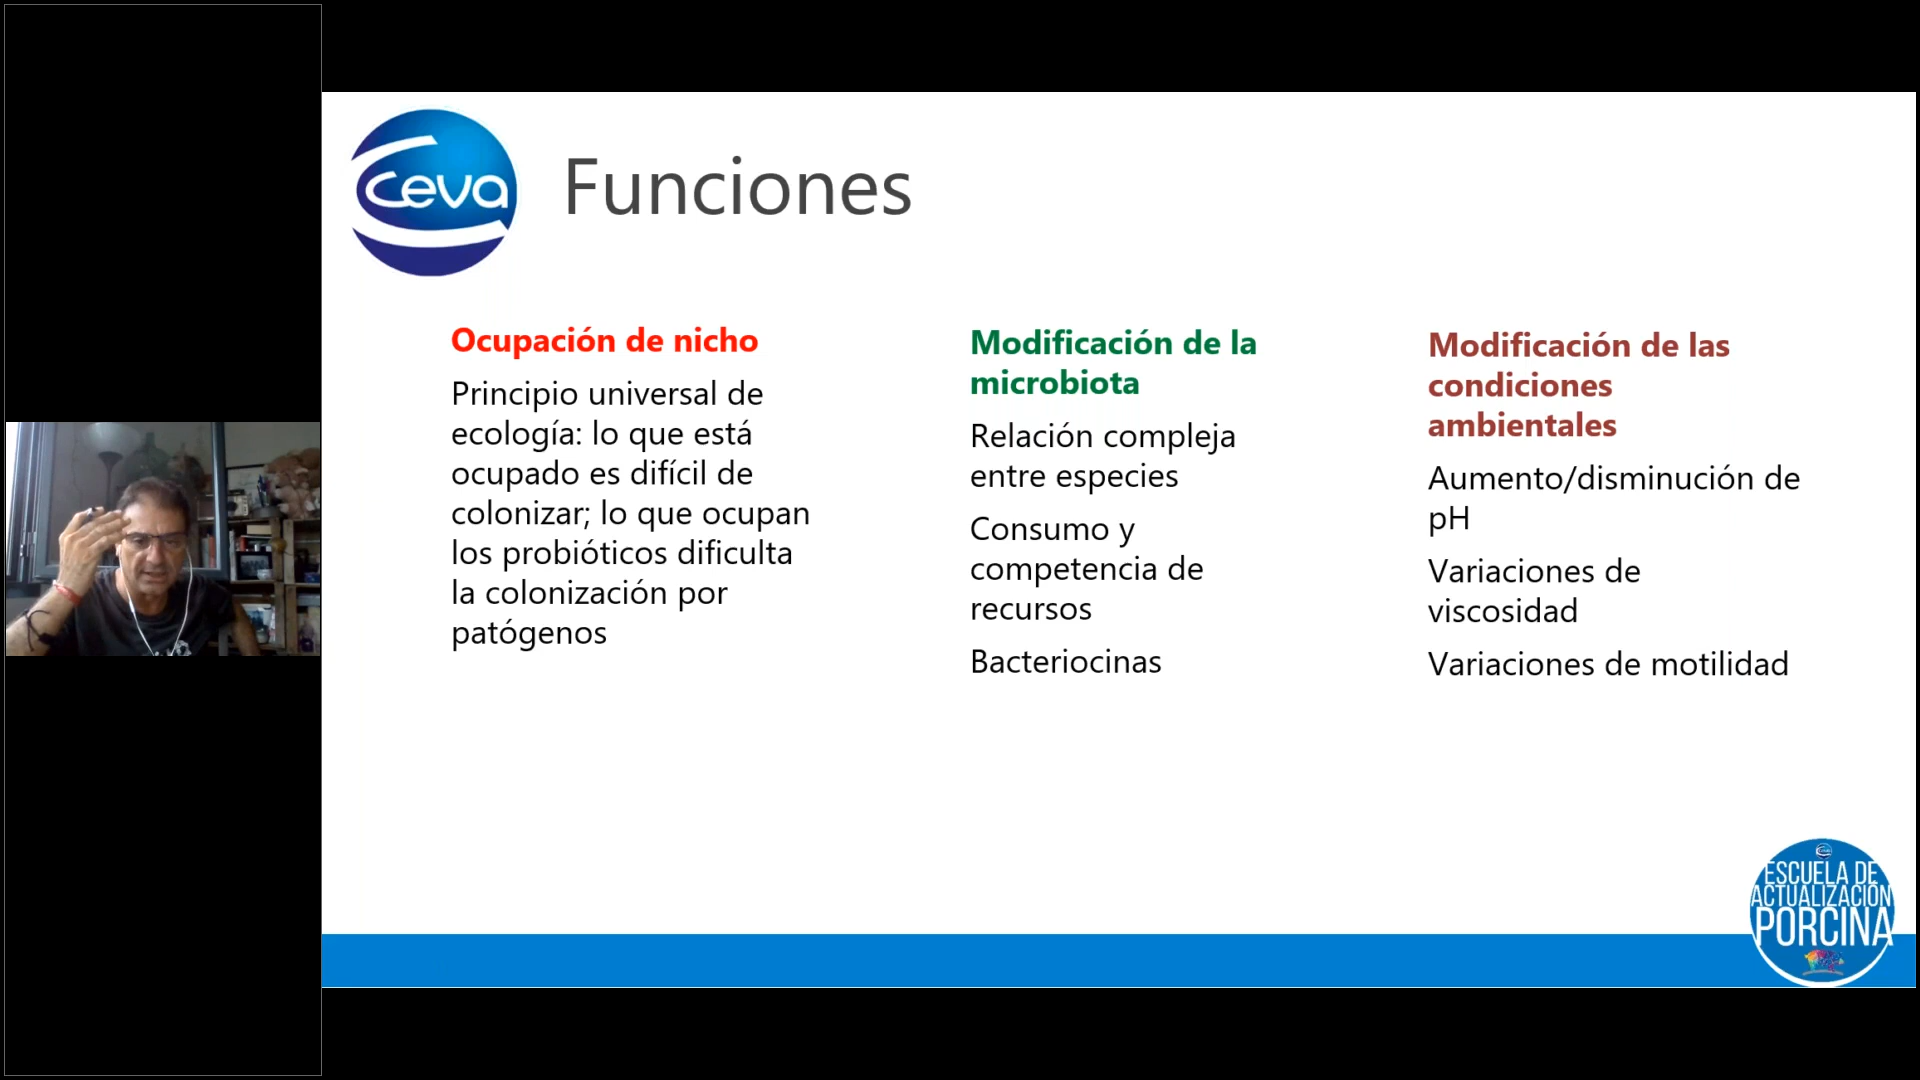 Ceva
Funciones
Ocupación de nicho
Principio universal de
ecología: lo que está
ocupado es difícil de
colonizar; lo que ocupan
los probióticos dificulta
la colonización por
patógenos
Modificación de la
microbiota
Relación compleja
entre especies
Consumo y
competencia de
recursos
Bacteriocinas
Modificación de las
condiciones
ambientales
Aumento/disminución de
pH
Variaciones de
viscosidad
Variaciones de motilidad
ESCUELA DE
ACTUALIZACIÓN
PORCINA